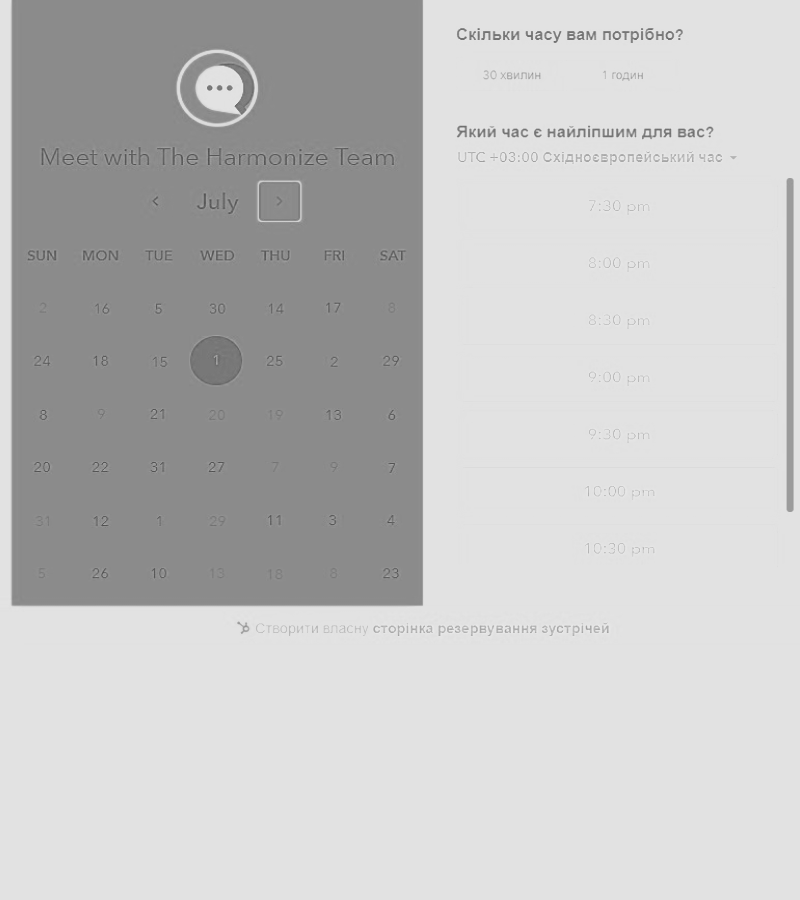 Meet with The Harmonize Team
July
SUN MON TUE WED THU FRI SAT
2 16 5 30 14 17 8
24 18 15 1 25 2 29
8 9 21 20 19 13 6
20 22 31 27 7 9 7
31 12 1 29 11 3 4
5 26 10 13 18 8 23
Скільки часу вам потрібно?
30 хвилин 1 годин
Який час є найліпшим для вас?
UTC +03:00 Східноєвропейський час
7:30 pm
8:00 pm
8:30 pm
9:00 pm
9:30 pm
10:00 pm
10:30 pm
Створити власну сторінка резервування зустрічей